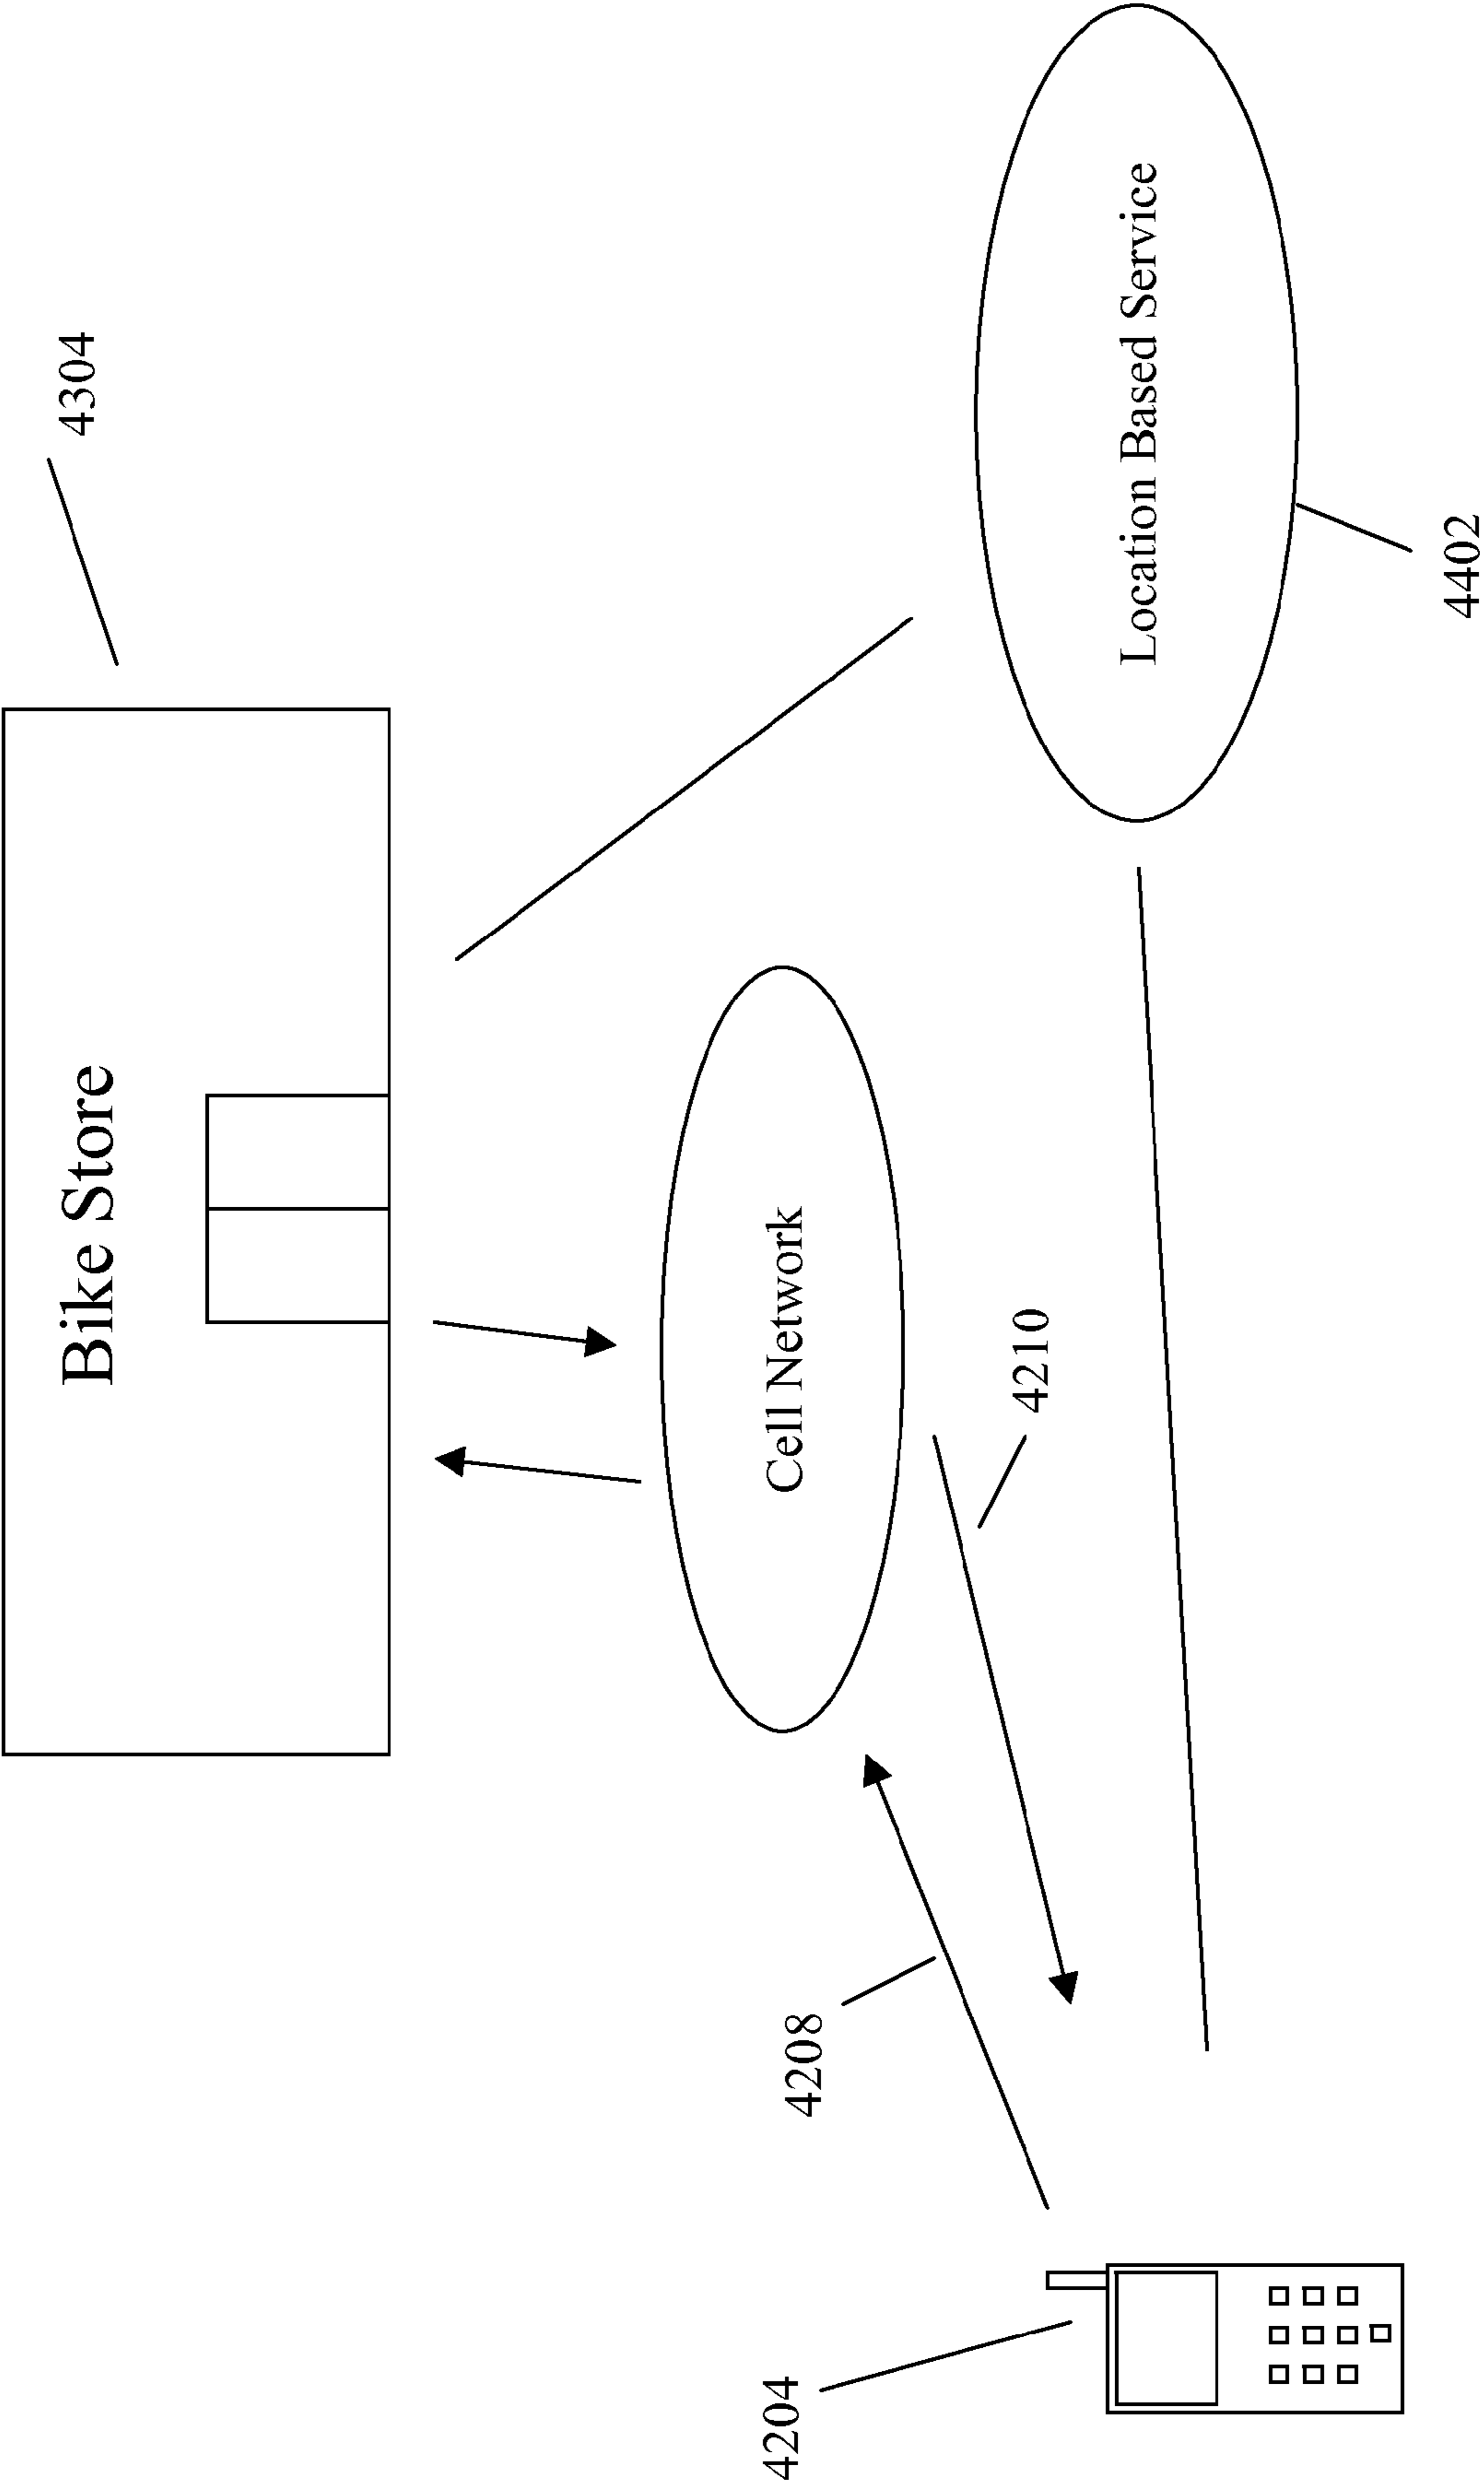 Bike Store
4304
Cell Network
4210
4208
4204
Location Based Service
4402